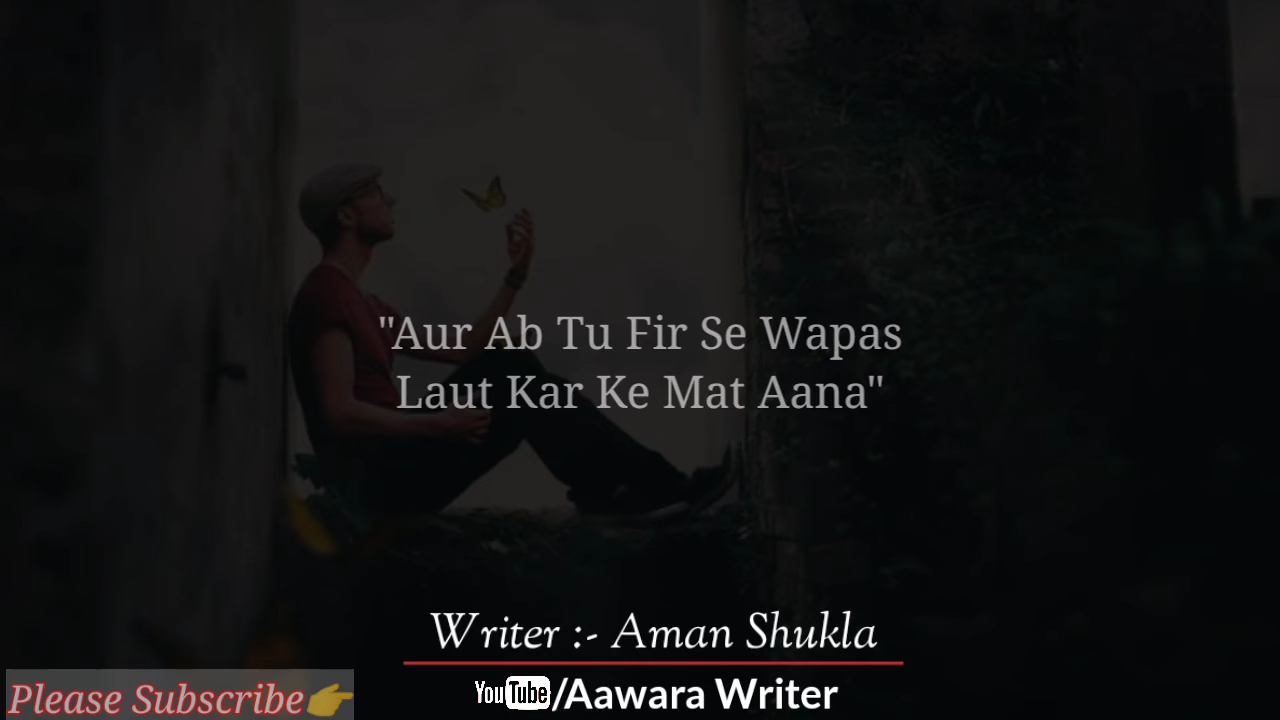 "Aur Ab Tu Fir Se Wapas
Laut Kar Ke Mat Aana"
Writer :- Aman Shukla
YouTube/Aawara Writer
Please Subscribe👉